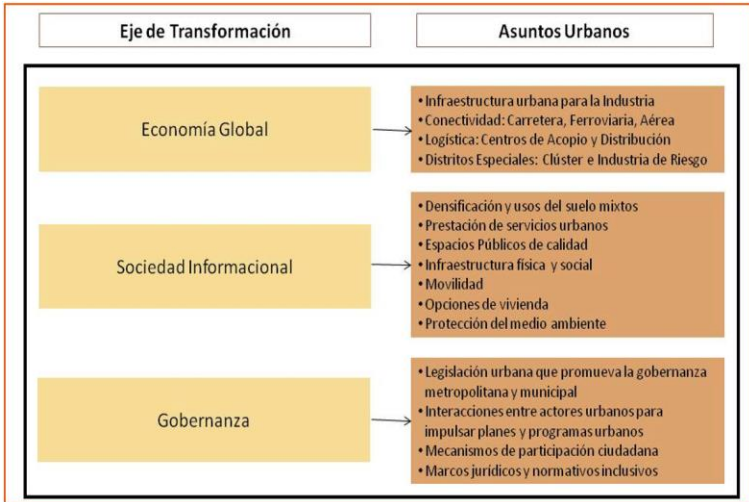 Eje de Transformación
Asuntos Urbanos
Economía Global
• Infraestructura urbana para la Industria
• Conectividad: Carretera, Ferroviaria, Aérea
• Logística: Centros de Acopio y Distribución
• Distritos Especiales: Clúster e Industria de Riesgo
Sociedad Informacional
• Densificación y usos del suelo mixtos
• Prestación de servicios urbanos
• Espacios Públicos de calidad
• Infraestructura física y social
• Movilidad
• Opciones de vivienda
• Protección del medio ambiente
Gobernanza
• Legislación urbana que promueva la gobernanza
metropolitana y municipal
• Interacciones entre actores urbanos para
impulsar planes y programas urbanos
• Mecanismos de participación ciudadana
• Marcos jurídicos y normativos inclusivos